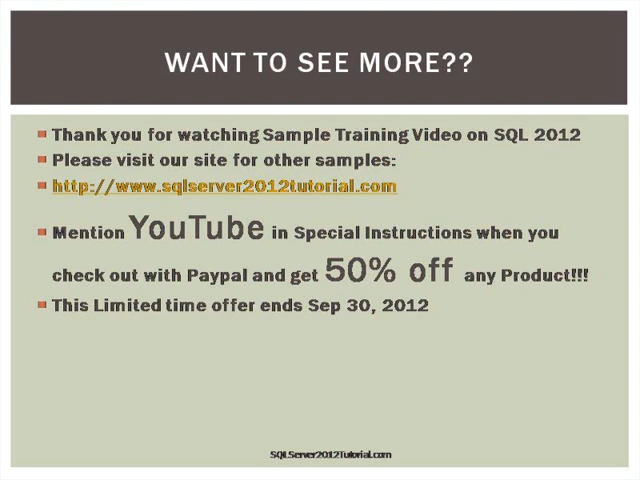 WANT TO SEE MORE??
Thank you for watching Sample Training Video on SQL 2012
Please visit our site for other samples:
http://www.sqlserver2012tutorial.com
Mention YouTube in Special Instructions when you
check out with Paypal and get 50% off any Product!!!
This Limited time offer ends Sep 30, 2012
SQLServer2012Tutorial.com